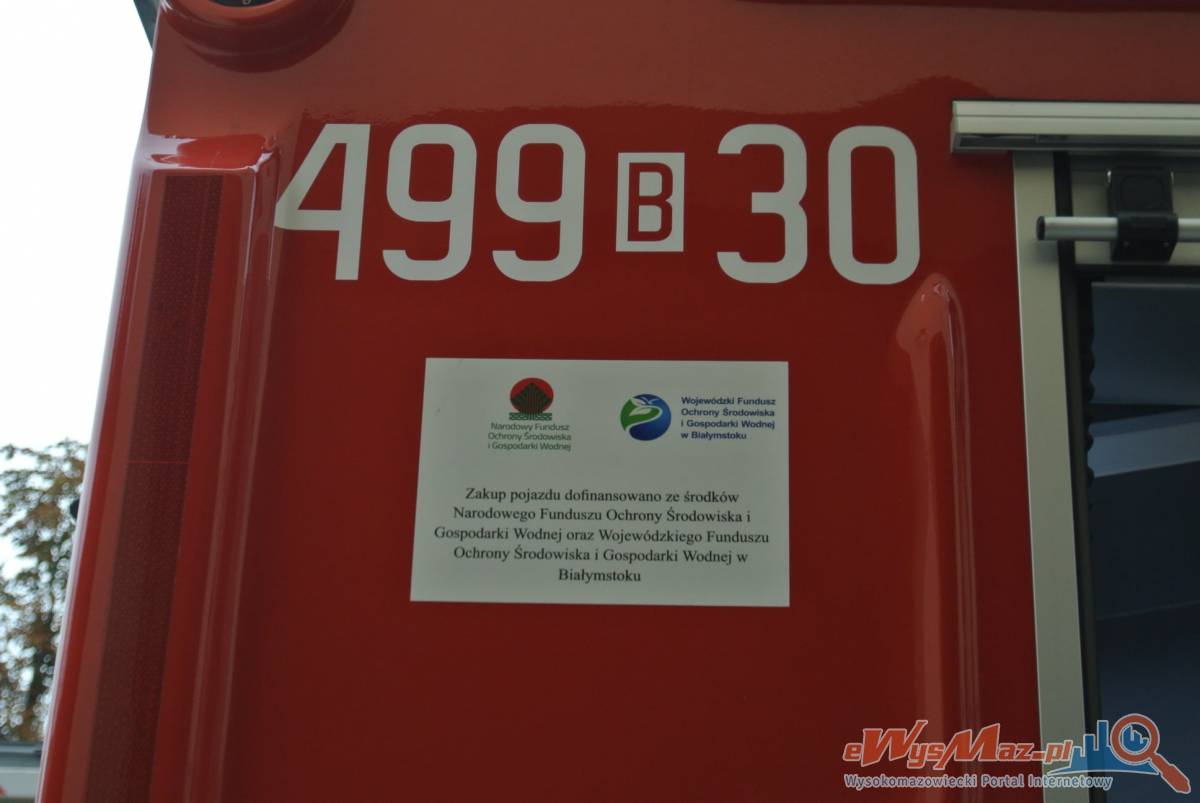 499 B 30
Narodowy Fundusz
Ochrony Środowiska
i Gospodarki Wodnej
Wojewódzki Fundusz
Ochrony Środowiska
i Gospodarki Wodnej
w Białymstoku
Zakup pojazdu dofinansowano ze środków
Narodowego Funduszu Ochrony Środowiska i
Gospodarki Wodnej oraz Wojewódzkiego Funduszu
Ochrony Środowiska i Gospodarki Wodnej w
Białymstoku
eWysMaz.pl
Wysokomazowiecki Portal Internetowy